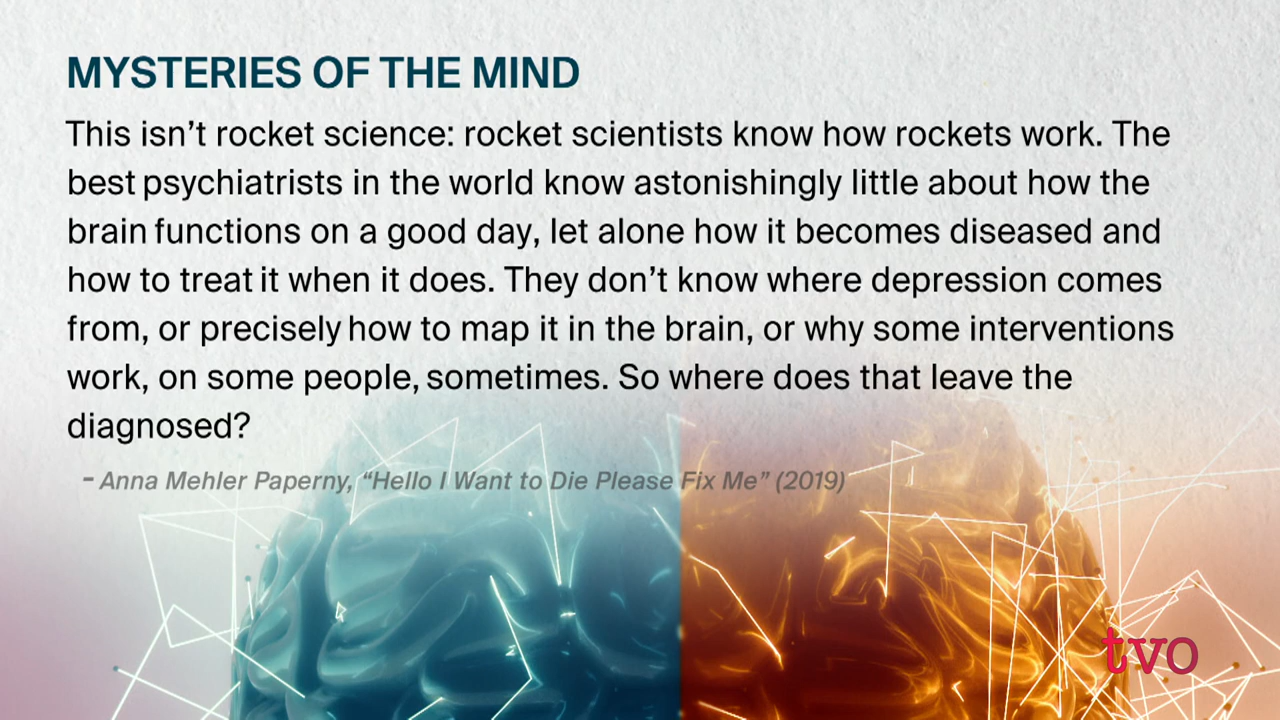 MYSTERIES OF THE MIND
This isn’t rocket science: rocket scientists know how rockets work. The
best psychiatrists in the world know astonishingly little about how the
brain functions on a good day, let alone how it becomes diseased and
how to treat it when it does. They don’t know where depression comes
from, or precisely how to map it in the brain, or why some interventions
work, on some people, sometimes. So where does that leave the
diagnosed?
- Anna Mehler Paperny, “Hello I Want to Die Please Fix Me” (2019)
tvo